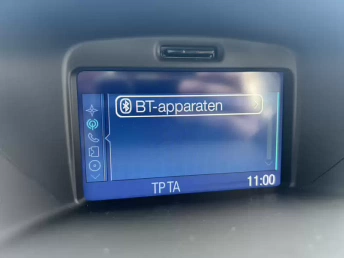 BT-apparaten
TP TA 11:00